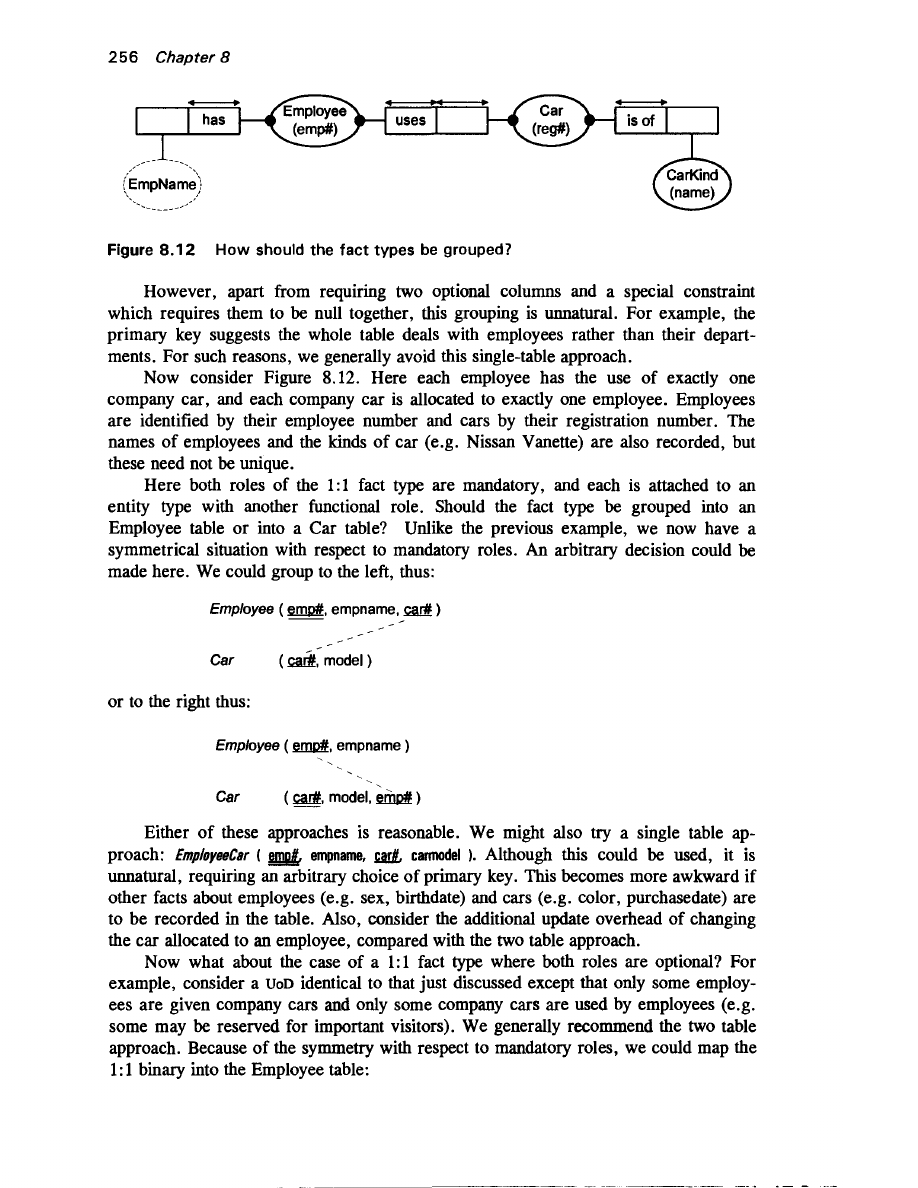 256 Chapter 8
has
Employee
(emp#)
uses
Car
(reg#)
is of
EmpName
CarKind
(name)
Figure 8.12 How should the fact types be grouped?
However, apart from requiring two optional columns and a special constraint
which requires them to be null together, this grouping is unnatural. For example, the
primary key suggests the whole table deals with employees rather than their depart-
ments. For such reasons, we generally avoid this single-table approach.
Now consider Figure 8.12. Here each employee has the use of exactly one
company car, and each company car is allocated to exactly one employee. Employees
are identified by their employee number and cars by their registration number. The
names of employees and the kinds of car (e.g. Nissan Vanette) are also recorded, but
these need not be unique.
Here both roles of the 1:1 fact type are mandatory, and each is attached to an
entity type with another functional role. Should the fact type be grouped into an
Employee table or into a Car table? Unlike the previous example, we now have a
symmetrical situation with respect to mandatory roles. An arbitrary decision could be
made here. We could group to the left, thus:
Employee ( emp#, empname, car# )
Car ( car#, model )
or to the right thus:
Employee ( emp#, empname )
Car ( car#, model, emp# )
Either of these approaches is reasonable. We might also try a single table ap-
proach: EmployeeCar ( emp#, empname, car#, carmodel ). Although this could be used, it is
unnatural, requiring an arbitrary choice of primary key. This becomes more awkward if
other facts about employees (e.g. sex, birthdate) and cars (e.g. color, purchasedate) are
to be recorded in the table. Also, consider the additional update overhead of changing
the car allocated to an employee, compared with the two table approach.
Now what about the case of a 1:1 fact type where both roles are optional? For
example, consider a UoD identical to that just discussed except that only some employ-
ees are given company cars and only some company cars are used by employees (e.g.
some may be reserved for important visitors). We generally recommend the two table
approach. Because of the symmetry with respect to mandatory roles, we could map the
1:1 binary into the Employee table: